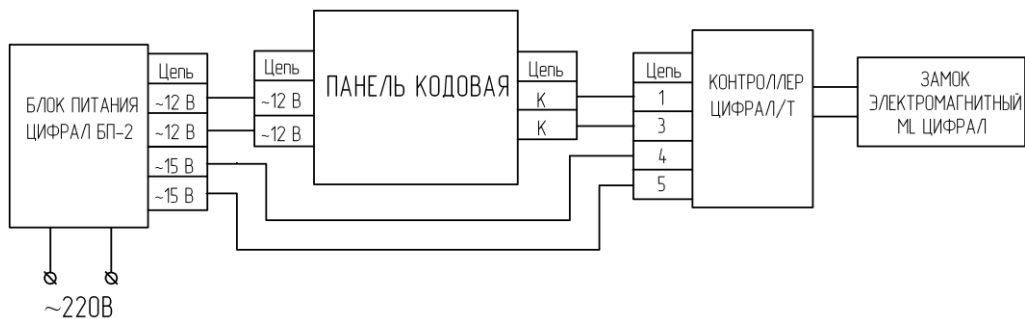 БЛОК ПИТАНИЯ
ЦИФРАЛ БП-2
Цепь
~12 В
~12 В
~15 В
~15 В
~220В
Цепь
~12 В
~12 В
ПАНЕЛЬ КОДОВАЯ
Цепь
К
К
Цепь
1
3
4
5
КОНТРОЛЛЕР
ЦИФРАЛ/Т
ЗАМОК
ЭЛЕКТРОМАГНИТНЫЙ
ML ЦИФРАЛ